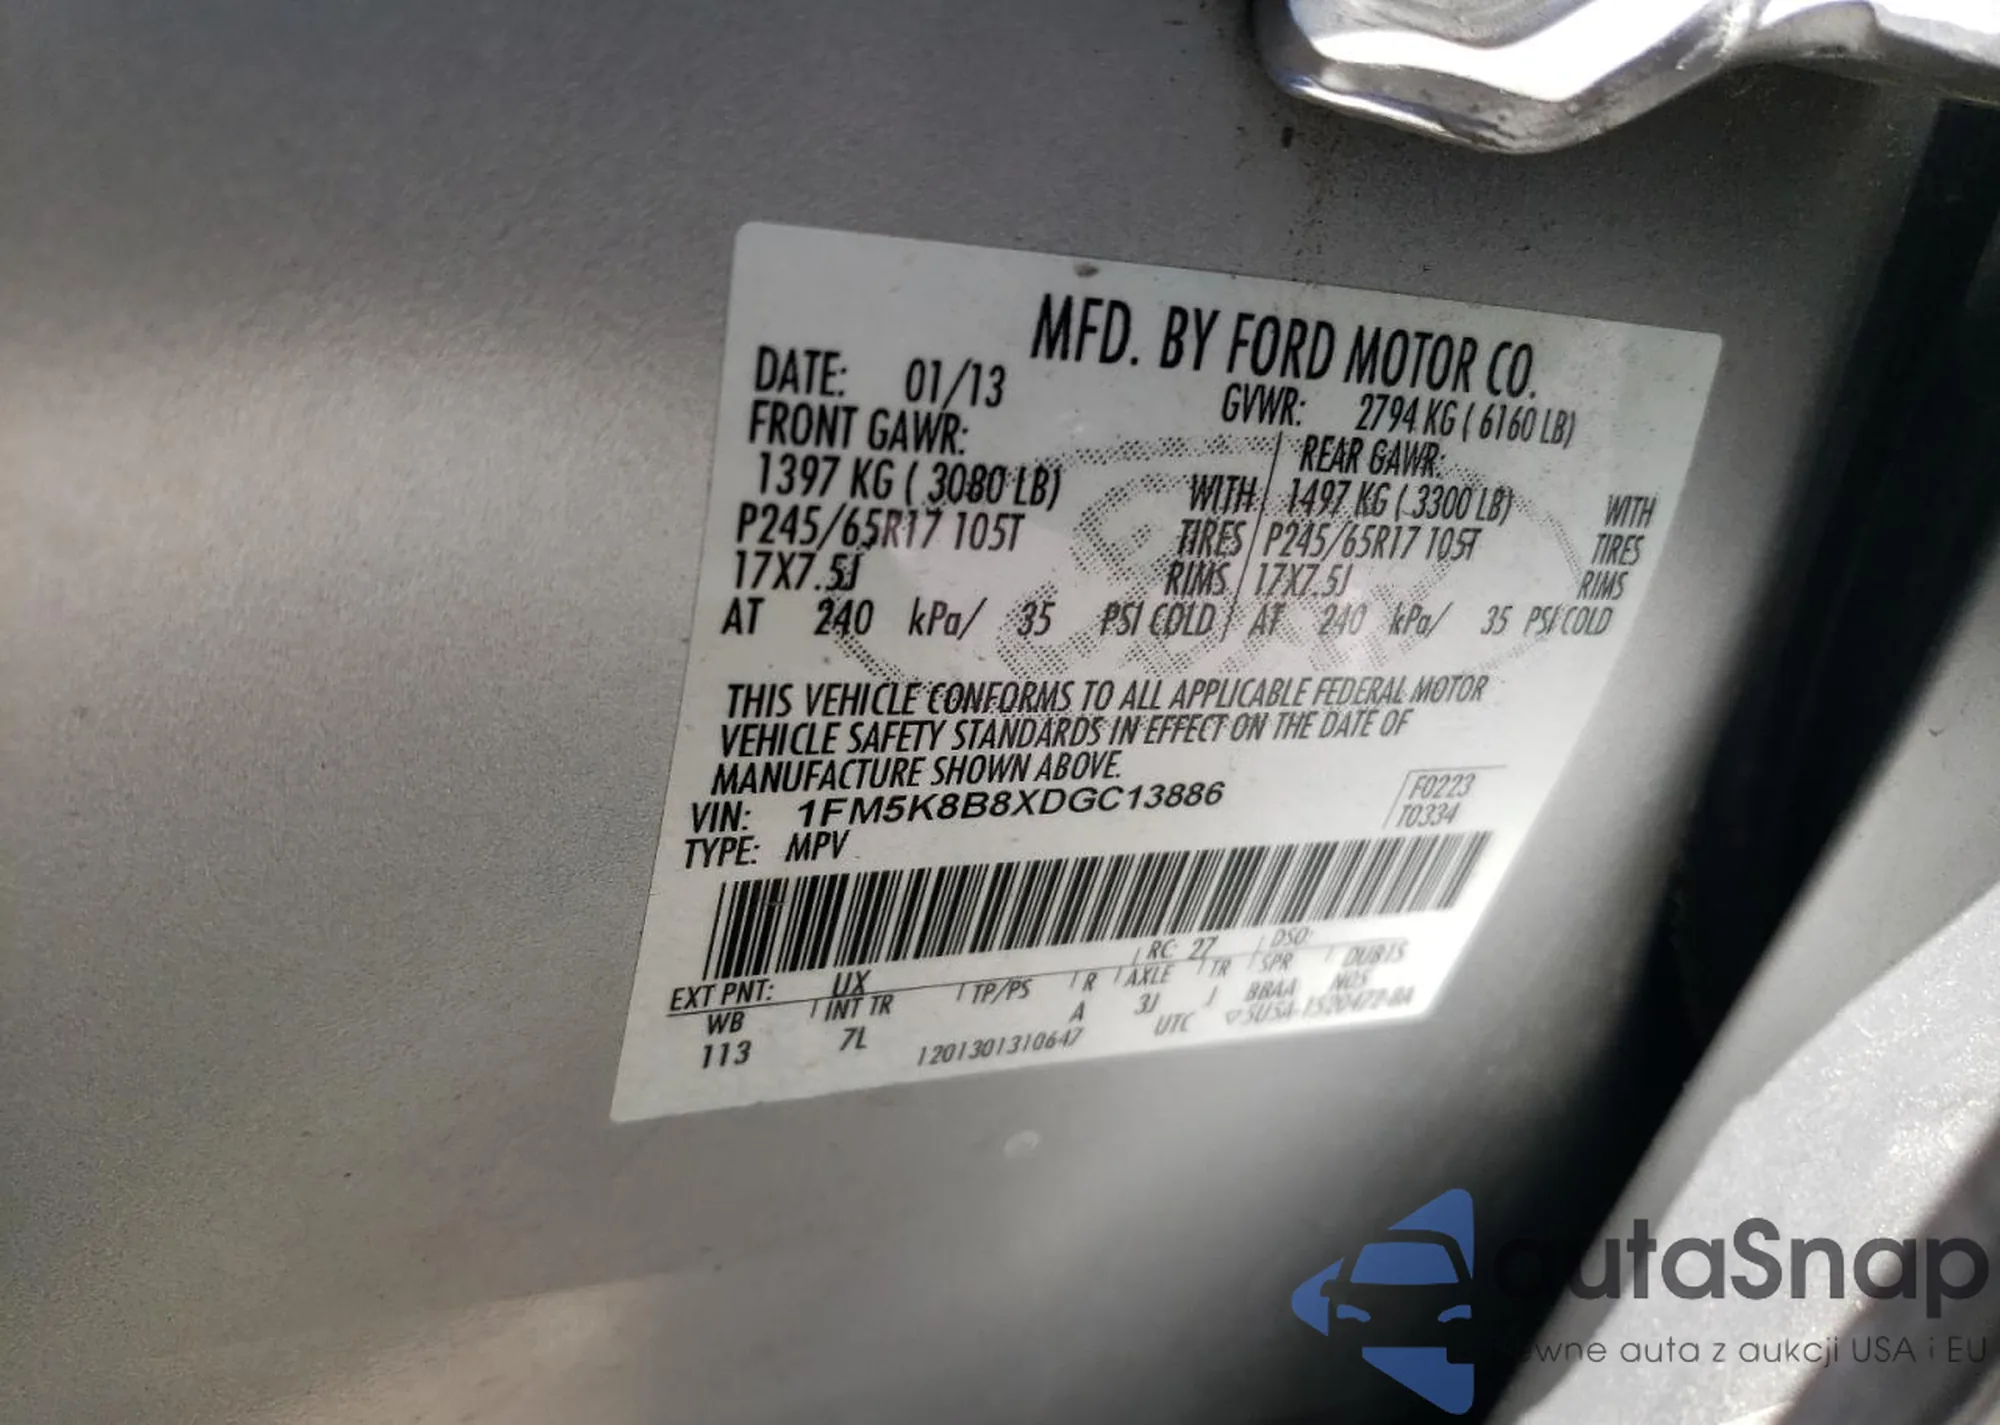 MFD. BY FORD MOTOR CO.
DATE: 01/13 GVWR: 2794 KG ( 6160 LB)
FRONT GAWR: REAR GAWR:
1397 KG ( 3080 LB) WITH 1497 KG ( 3300 LB) WITH
P245/65R17 105T TIRES P245/65R17 105T TIRES
17X7.5J RIMS 17X7.5J RIMS
AT 240 kPa/ 35 PSI COLD AT 240 kPa/ 35 PSI COLD
THIS VEHICLE CONFORMS TO ALL APPLICABLE FEDERAL MOTOR
VEHICLE SAFETY STANDARDS IN EFFECT ON THE DATE OF
MANUFACTURE SHOWN ABOVE.
VIN: 1FM5K8B8XDGC13886 F0223
TYPE: MPV T0334
EXT PNT: UX RC: 27 DSO:
WB INT TR TP/PS R AXLE TR SPR
113 7L A 3J J BBAA
1201301310647 UTC
autaSnap
auta z aukcji USA i EU